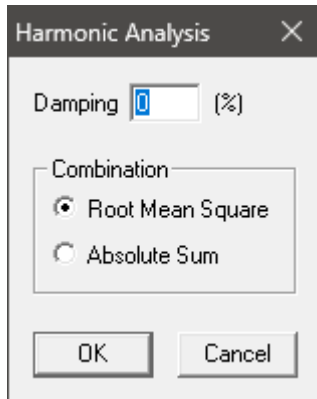 Harmonic Analysis
Damping 0 (%)
Combination
Root Mean Square
Absolute Sum
OK Cancel